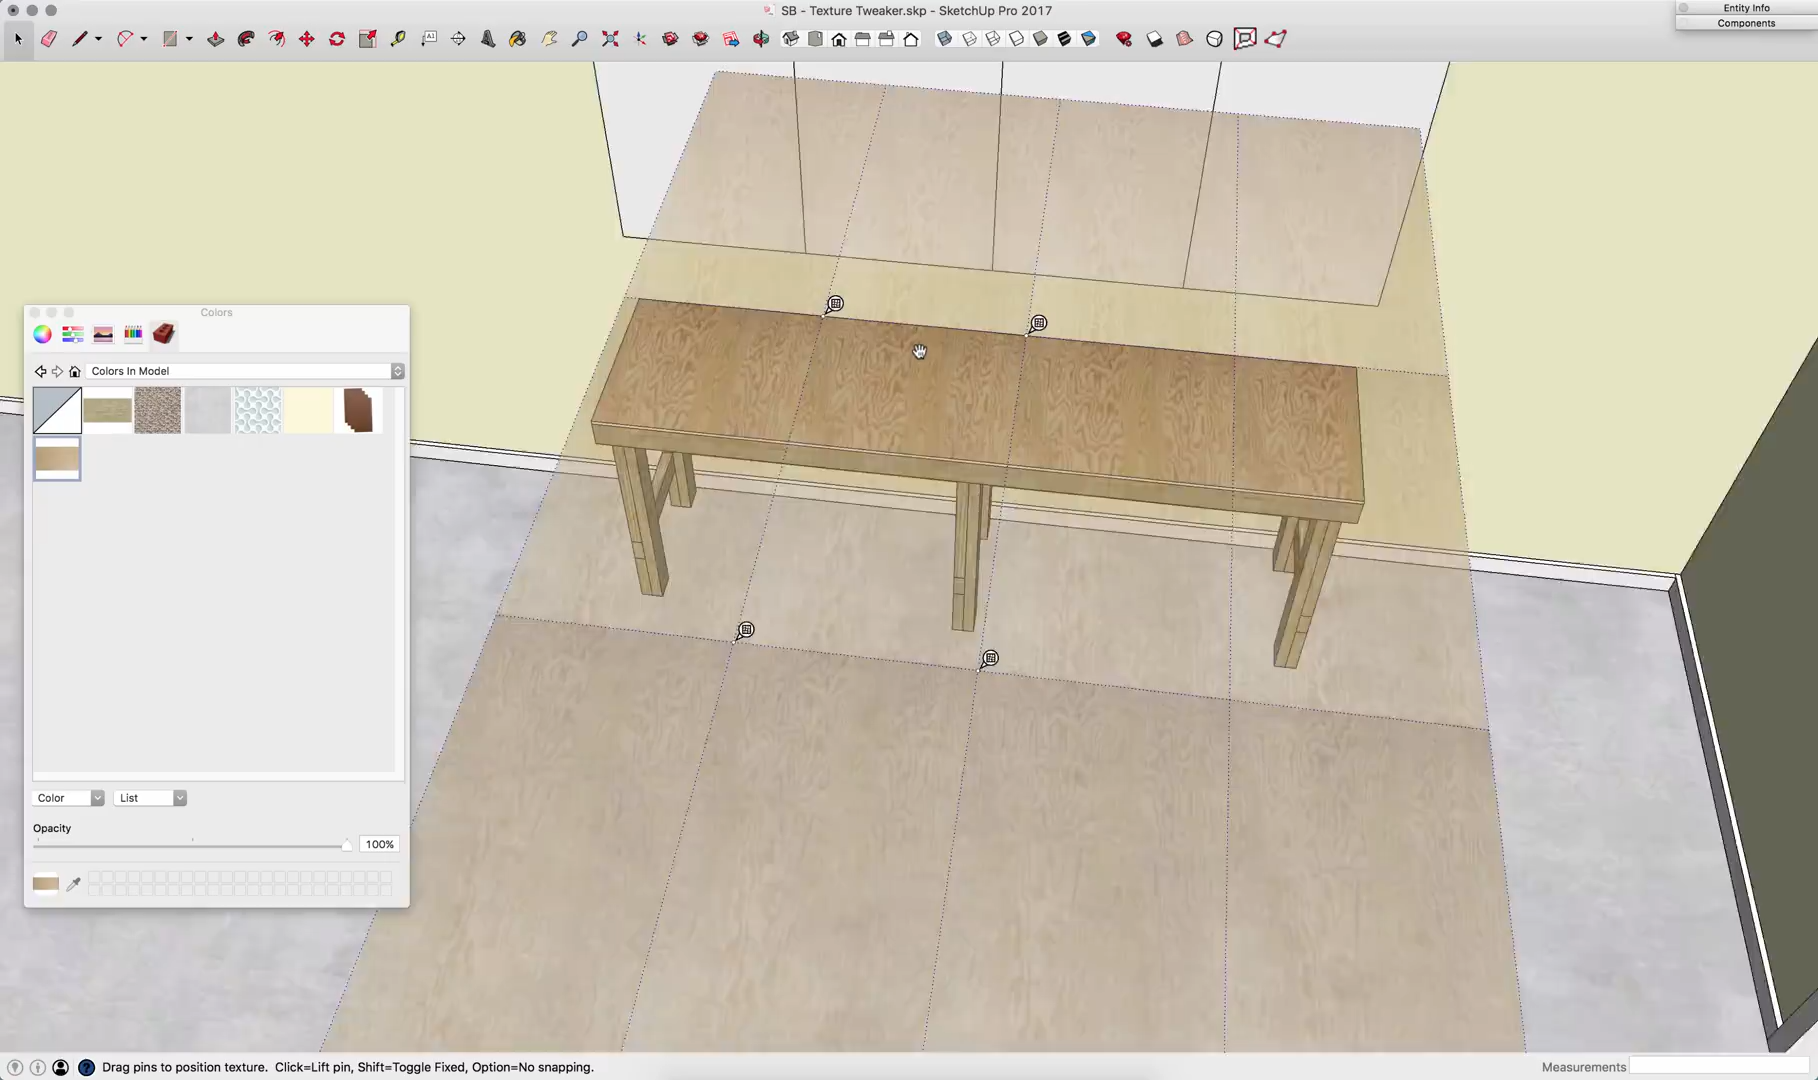 SB - Texture Tweaker.skp - SketchUp Pro 2017
Entity Info
Components
Colors
Colors In Model
Color
List
Opacity
100%
Drag pins to position texture. Click=Lift pin, Shift=Toggle Fixed, Option=No snapping.
Measurements